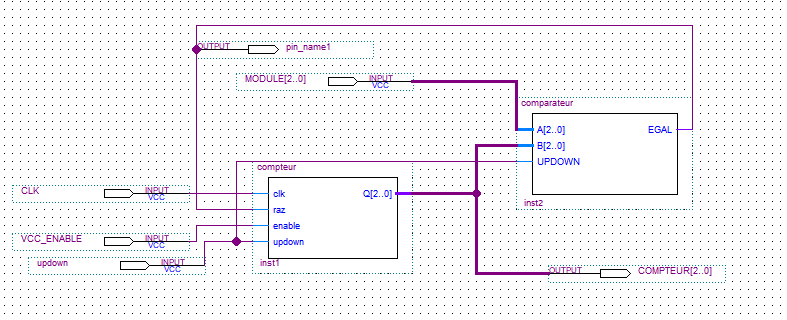 OUTPUT pin_name1
MODULE[2..0] INPUT
VCC
comparateur
A[2..0] EGAL
B[2..0]
UPDOWN
inst2
compteur
CLK INPUT
VCC
clk Q[2..0]
raz
enable
updown
inst1
VCC_ENABLE INPUT
VCC
updown INPUT
VCC
OUTPUT COMPTEUR[2..0]